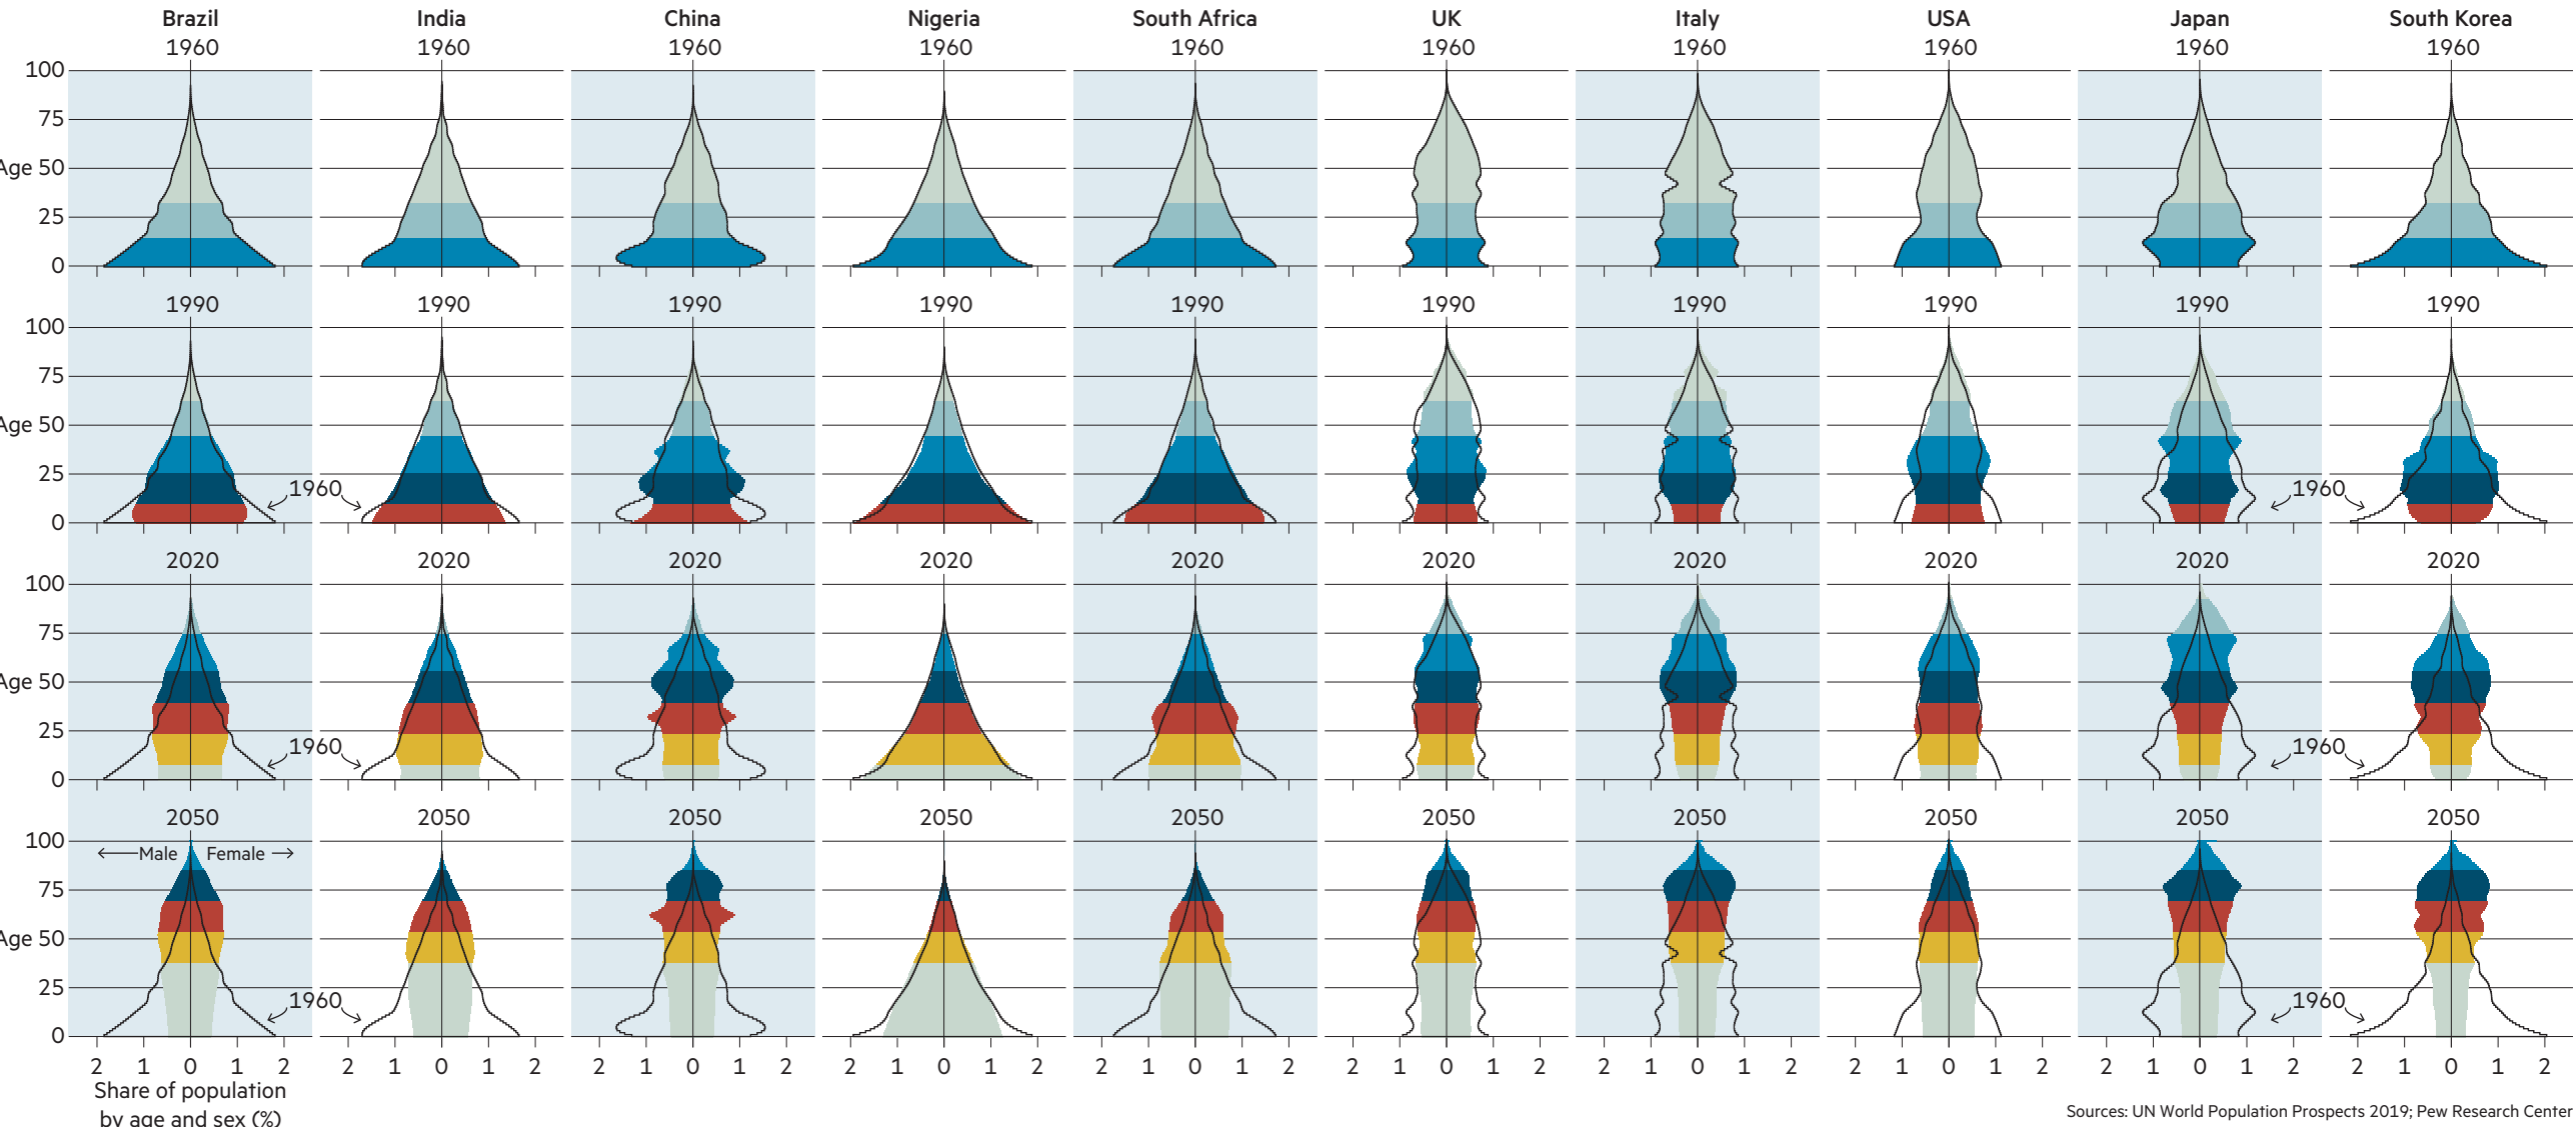 Brazil India China Nigeria South Africa UK Italy USA Japan South Korea
1960 1960 1960 1960 1960 1960 1960 1960 1960 1960
100
75
Age 50
25
0
1990 1990 1990 1990 1990 1990 1990 1990 1990 1990
100
75
Age 50
25
1960 1960
0
2020 2020 2020 2020 2020 2020 2020 2020 2020 2020
100
75
Age 50
25
1960 1960
0
2050 2050 2050 2050 2050 2050 2050 2050 2050 2050
100
←Male Female→
75
Age 50
25
1960 1960
0
2 1 0 1 2 2 1 0 1 2 2 1 0 1 2 2 1 0 1 2 2 1 0 1 2 2 1 0 1 2 2 1 0 1 2 2 1 0 1 2 2 1 0 1 2 2 1 0 1 2
Share of population
by age and sex (%)
Sources: UN World Population Prospects 2019; Pew Research Center